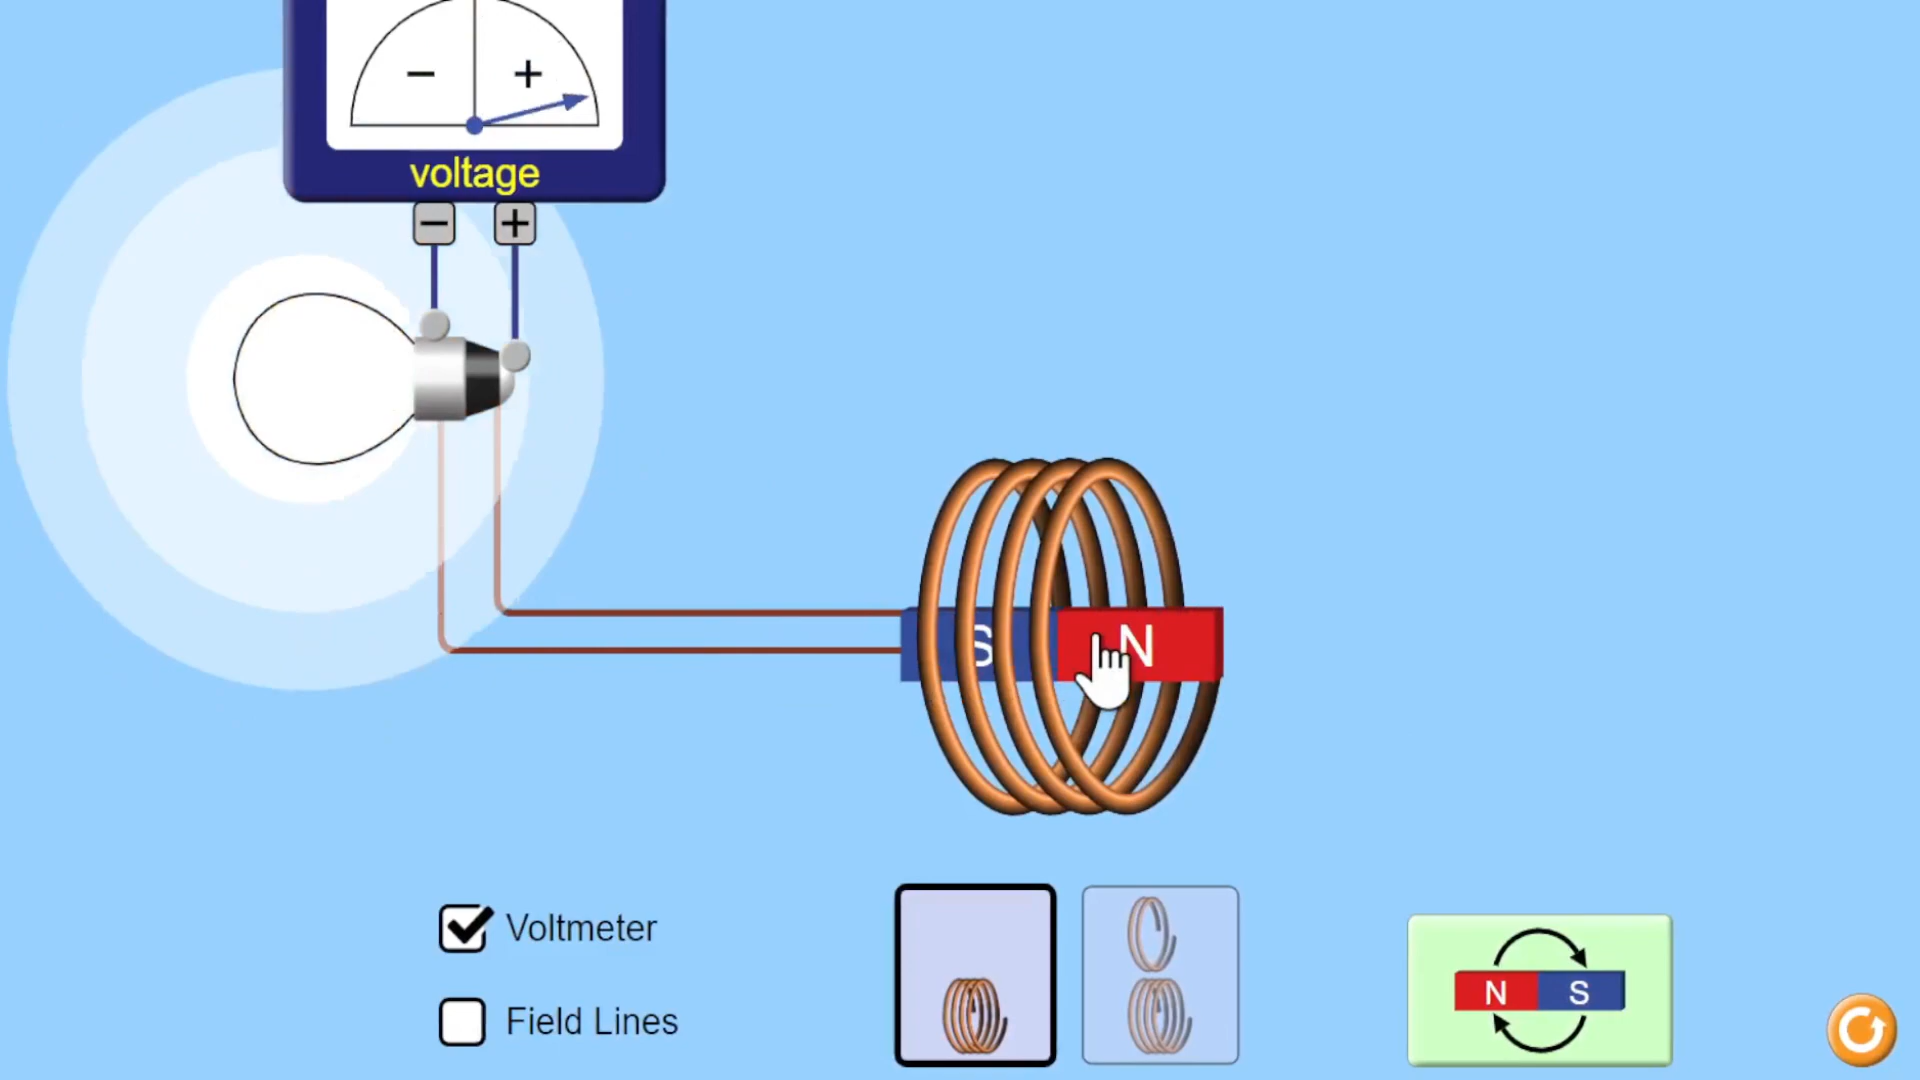 − +
voltage
− +
S N
Voltmeter
Field Lines
N S